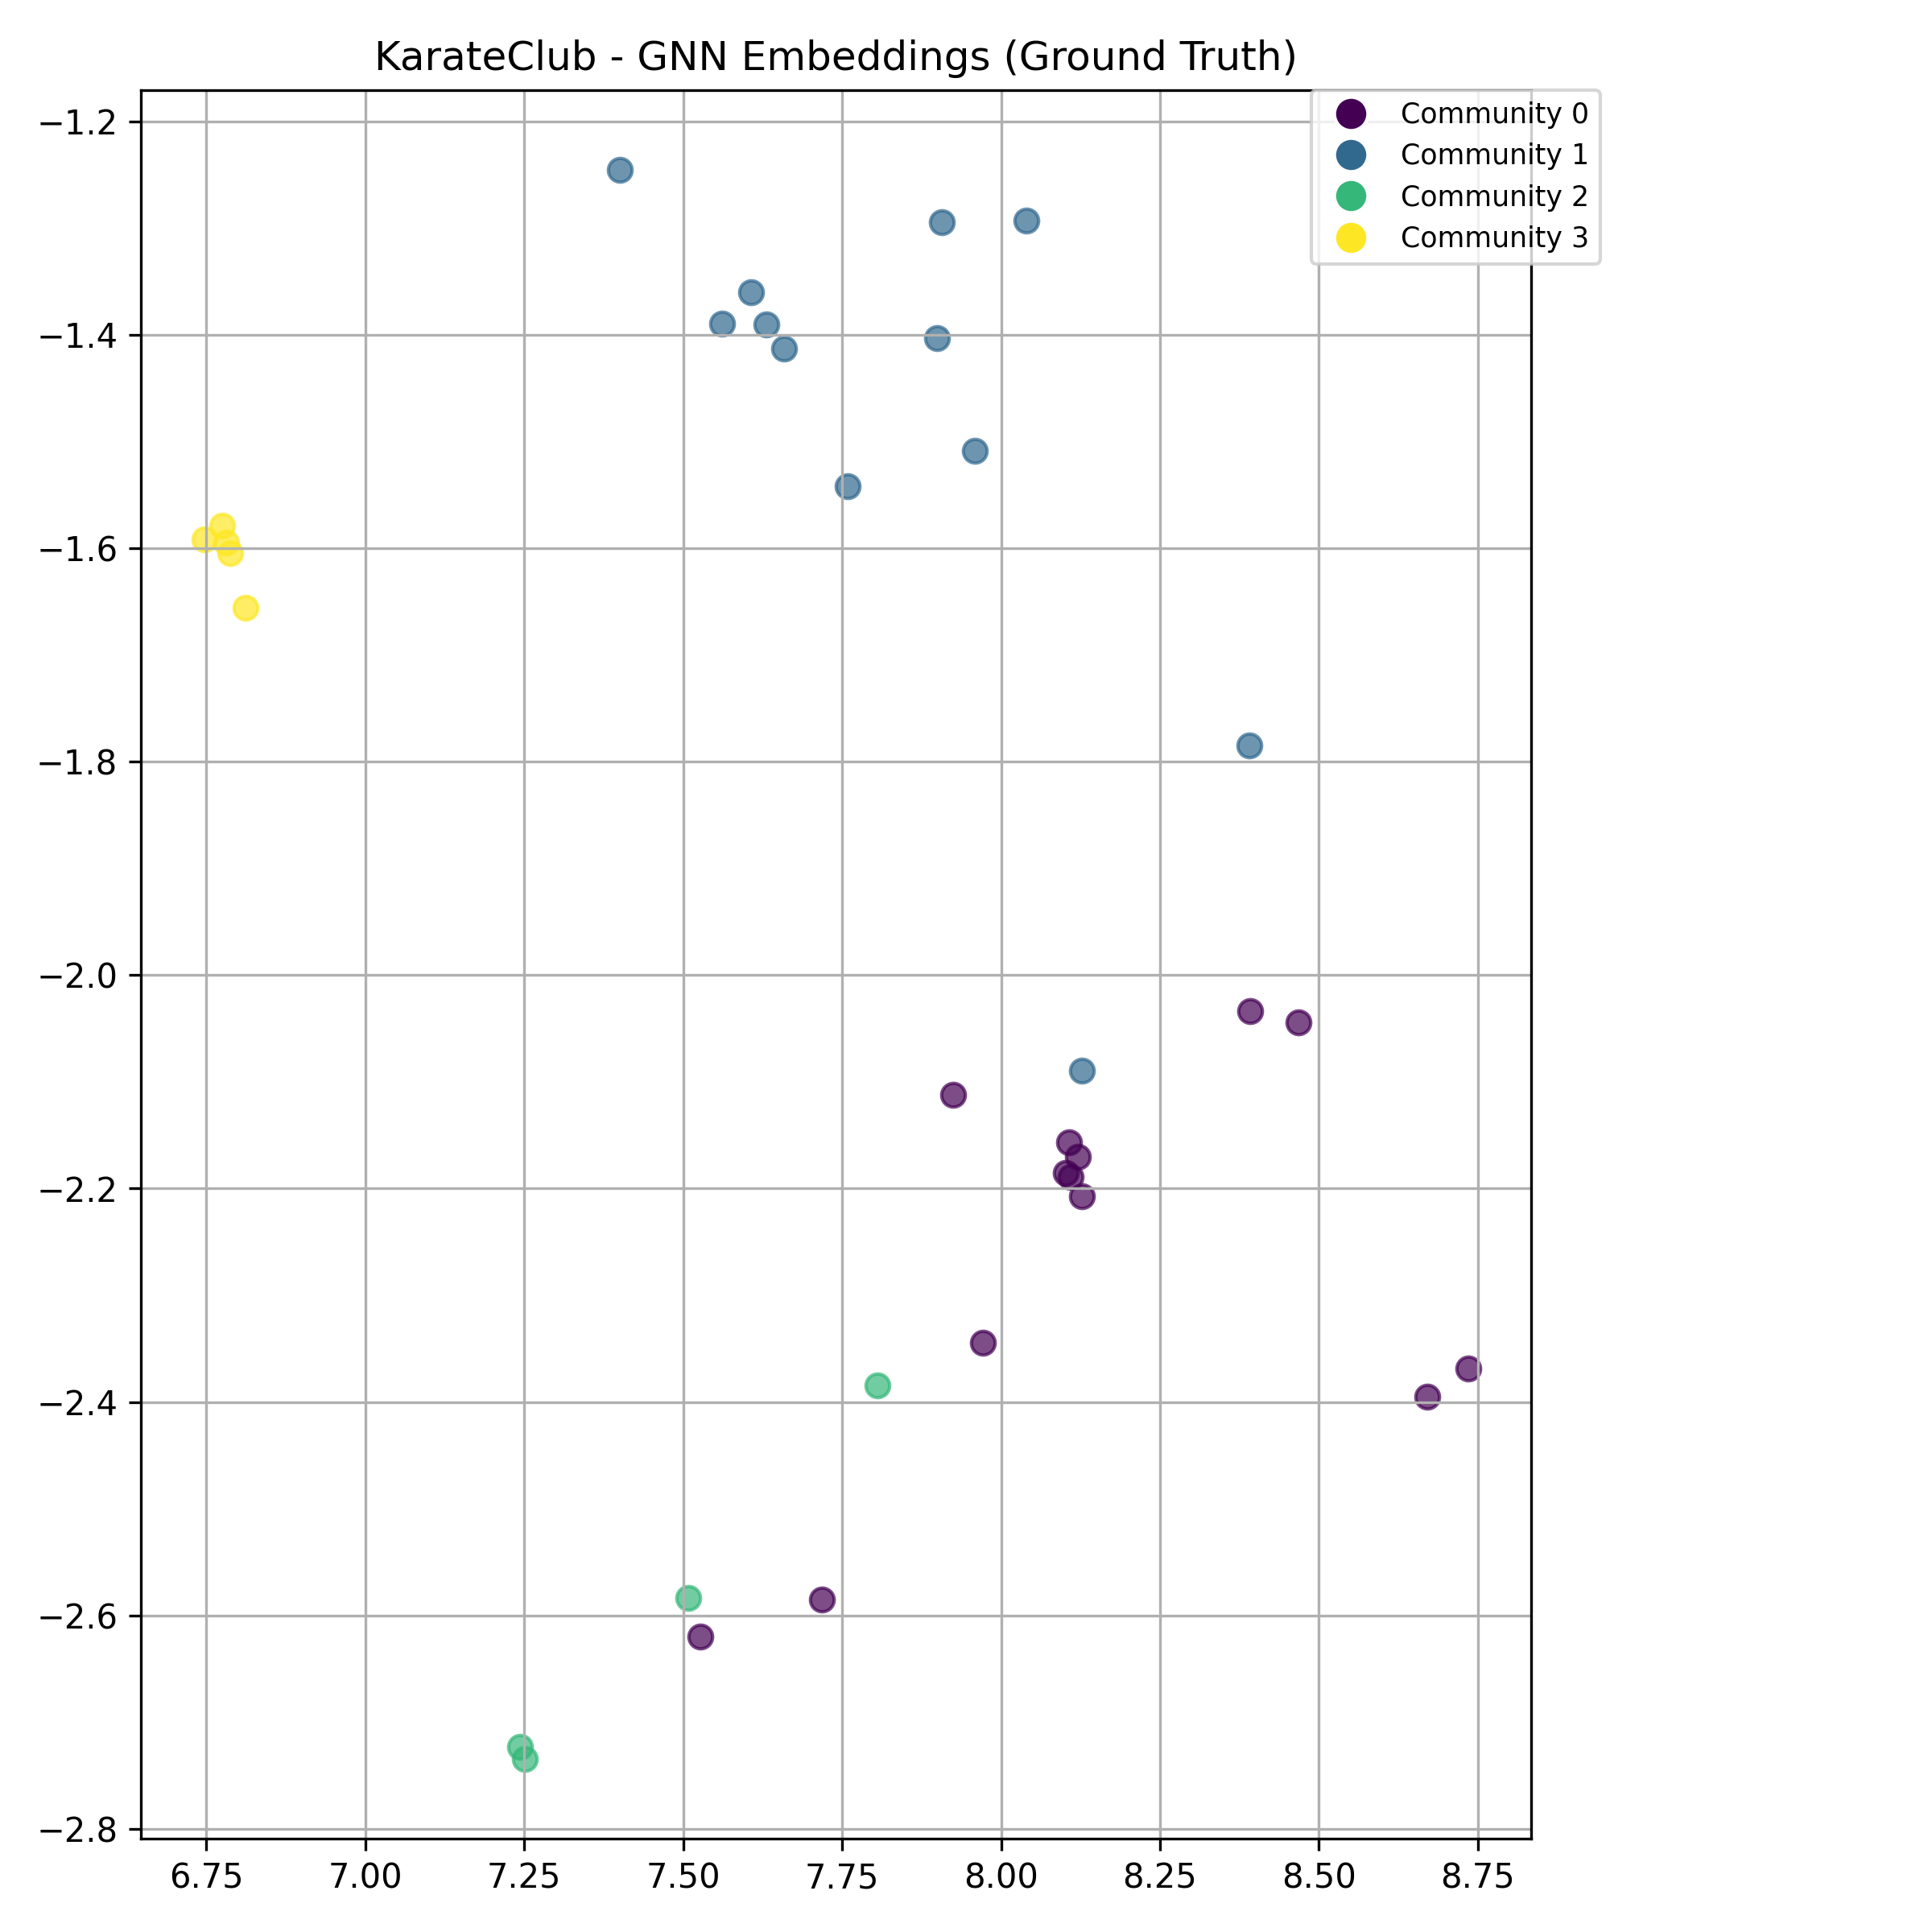 KarateClub - GNN Embeddings (Ground Truth)
Community 0
Community 1
Community 2
Community 3
−1.2
−1.4
−1.6
−1.8
−2.0
−2.2
−2.4
−2.6
−2.8
6.75 7.00 7.25 7.50 7.75 8.00 8.25 8.50 8.75